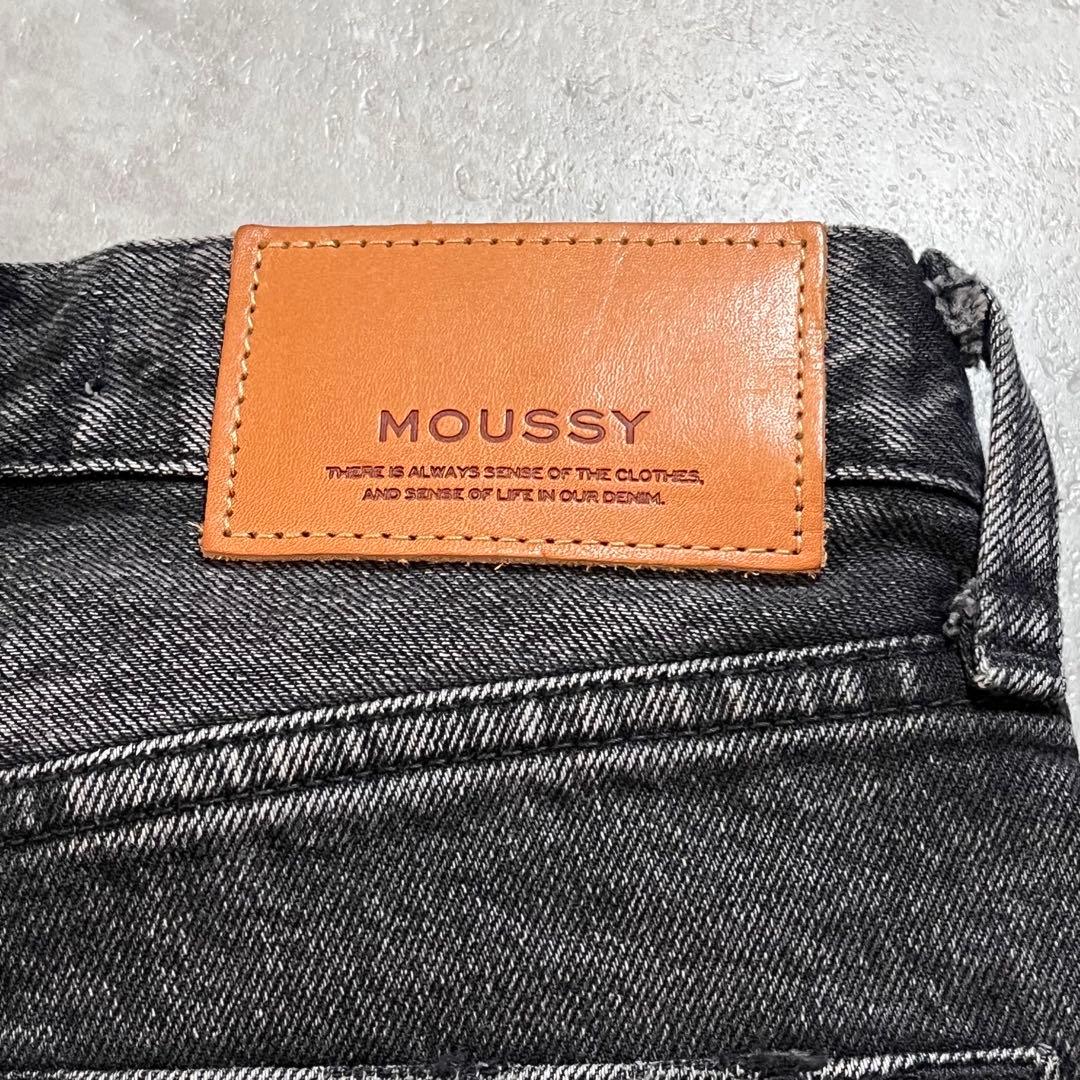 MOUSSY
THERE IS ALWAYS SENSE OF THE CLOTHES,
AND SENSE OF LIFE IN OUR DENIM.